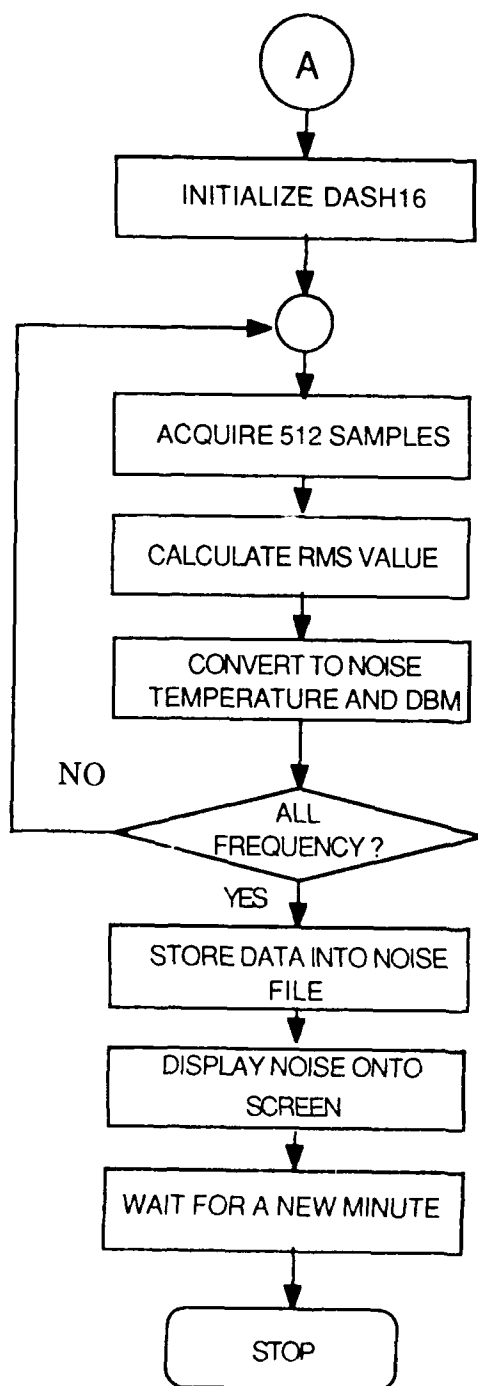 A
INITIALIZE DASH16
ACQUIRE 512 SAMPLES
CALCULATE RMS VALUE
CONVERT TO NOISE
TEMPERATURE AND DBM
NO
ALL
FREQUENCY ?
YES
STORE DATA INTO NOISE
FILE
DISPLAY NOISE ONTO
SCREEN
WAIT FOR A NEW MINUTE
STOP